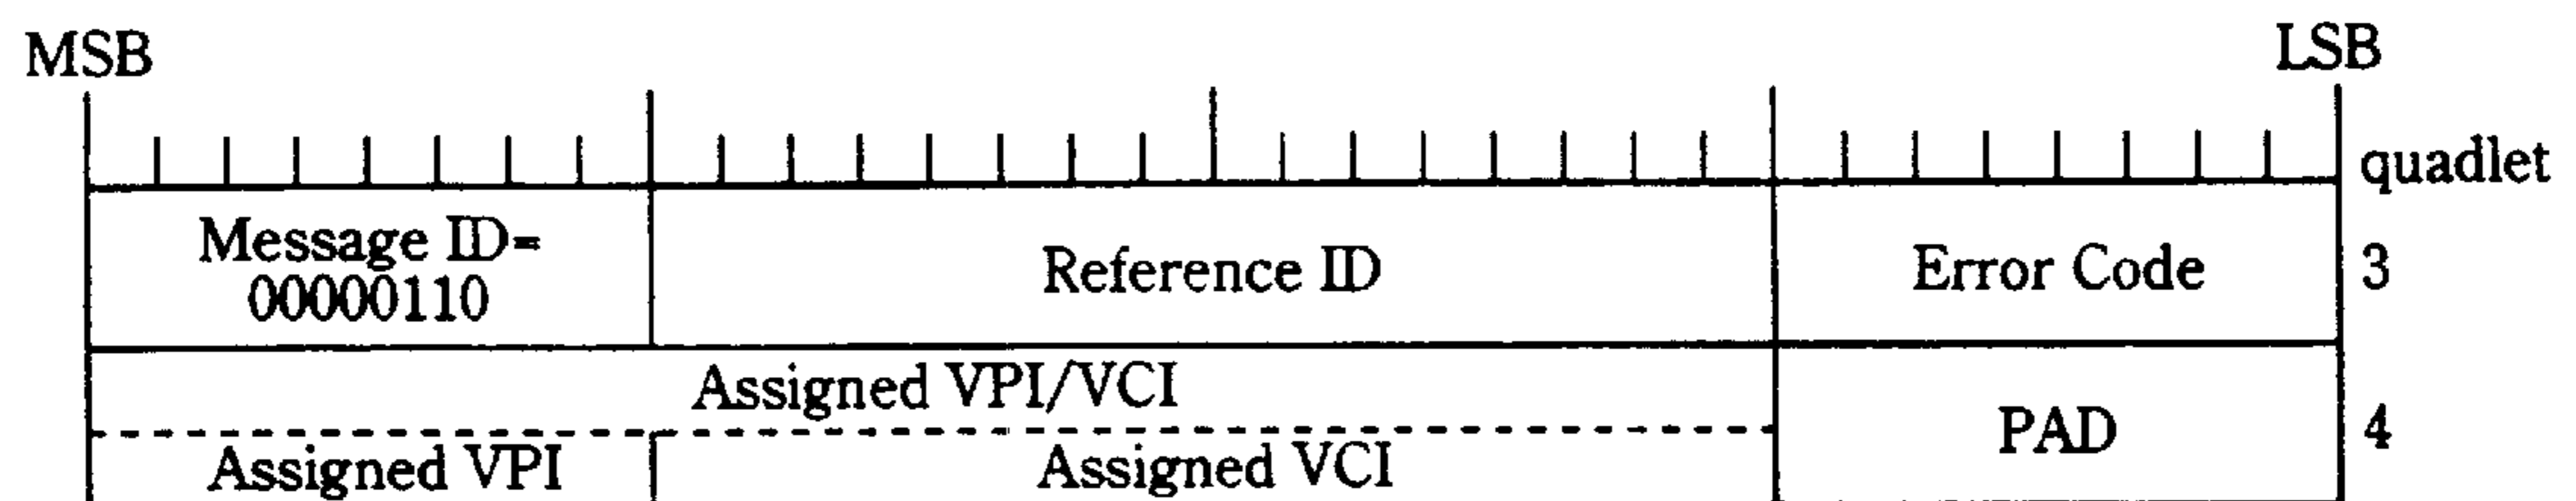 MSB LSB
quadlet
Message ID=
00000110
Reference ID
Error Code
3
Assigned VPI/VCI
PAD
4
Assigned VPI
Assigned VCI